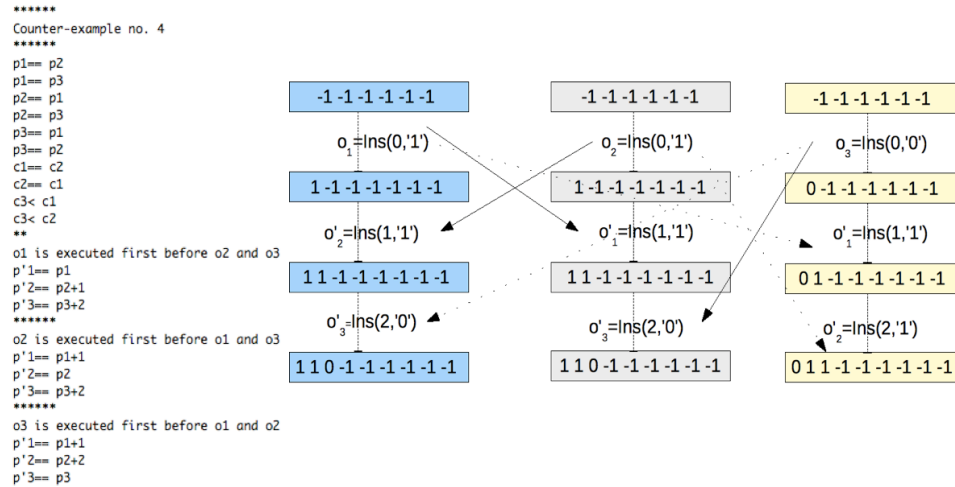 ******
Counter-example no. 4
******
p1== p2
p1== p3
p2== p1
p2== p3
p3== p1
p3== p2
c1== c2
c2== c1
c3< c1
c3< c2
**
o1 is executed first before o2 and o3
p'1== p1
p'2== p2+1
p'3== p3+2
******
o2 is executed first before o1 and o3
p'1== p1+1
p'2== p2
p'3== p3+2
******
o3 is executed first before o1 and o2
p'1== p1+1
p'2== p2+2
p'3== p3
-1 -1 -1 -1 -1 -1
o1=Ins(0,'1')
1 -1 -1 -1 -1 -1 -1
o'2=Ins(1,'1')
1 1 -1 -1 -1 -1 -1 -1
o'3=Ins(2,'0')
1 1 0 -1 -1 -1 -1 -1 -1
-1 -1 -1 -1 -1 -1
o2=Ins(0,'1')
1 -1 -1 -1 -1 -1 -1
o'1=Ins(1,'1')
1 1 -1 -1 -1 -1 -1 -1
o'3=Ins(2,'0')
1 1 0 -1 -1 -1 -1 -1 -1
-1 -1 -1 -1 -1 -1
o3=Ins(0,'0')
0 -1 -1 -1 -1 -1 -1
o'1=Ins(1,'1')
0 1 -1 -1 -1 -1 -1 -1
o'2=Ins(2,'1')
0 1 1 -1 -1 -1 -1 -1 -1